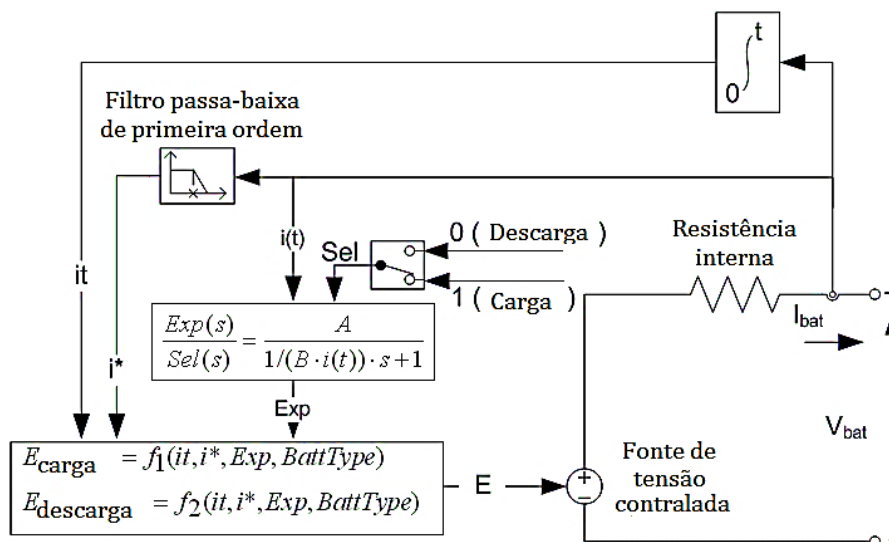 t
0
Filtro passa-baixa
de primeira ordem
it
i(t)
Sel
0 ( Descarga )
1 ( Carga )
Resistência
interna
I_bat
i*
Exp(s)/Sel(s) = A/(1/(B·i(t))·s+1)
Exp
V_bat
E_carga = f_1(it,i*,Exp,BattType)
E_descarga = f_2(it,i*,Exp,BattType)
E
+
−
Fonte de
tensão
contralada